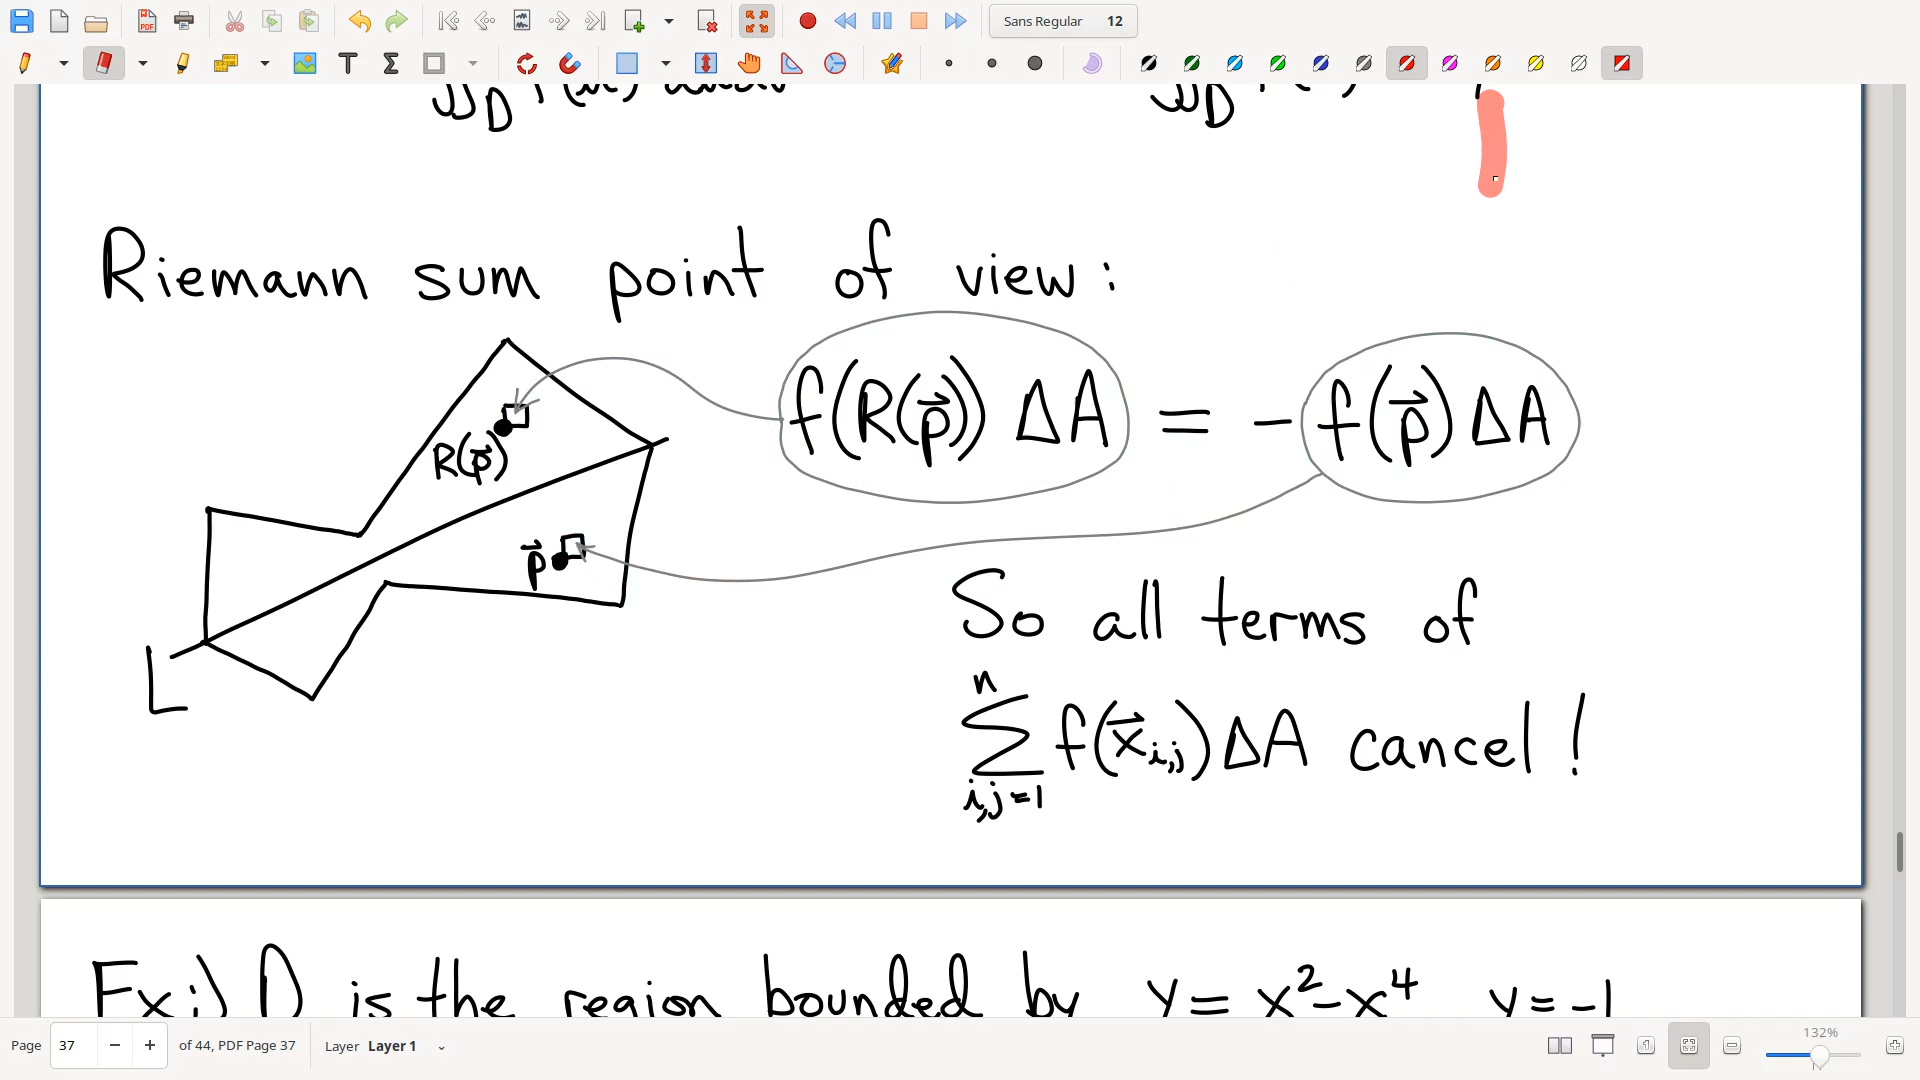 Sans Regular 12
Riemann sum point of view:
f(R(p⃗)) ΔA = -f(p⃗) ΔA
R(p⃗)
p⃗
L
So all terms of
n
∑ f(x⃗i,j) ΔA cancel!
i,j=1
Ex:) D is the region bounded by y = x²-x⁴ y = -1
Page 37 of 44, PDF Page 37 Layer Layer 1 132%